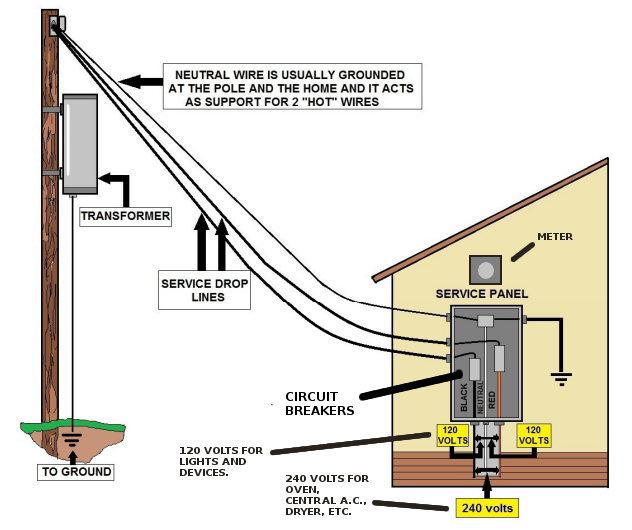 NEUTRAL WIRE IS USUALLY GROUNDED
AT THE POLE AND THE HOME AND IT ACTS
AS SUPPORT FOR 2 "HOT" WIRES
TRANSFORMER
METER
SERVICE DROP
LINES
SERVICE PANEL
BLACK
NEUTRAL
RED
CIRCUIT
BREAKERS
120
VOLTS
120
VOLTS
120 VOLTS FOR
LIGHTS AND
DEVICES.
TO GROUND
240 VOLTS FOR
OVEN,
CENTRAL A.C.,
DRYER, ETC.
240 volts